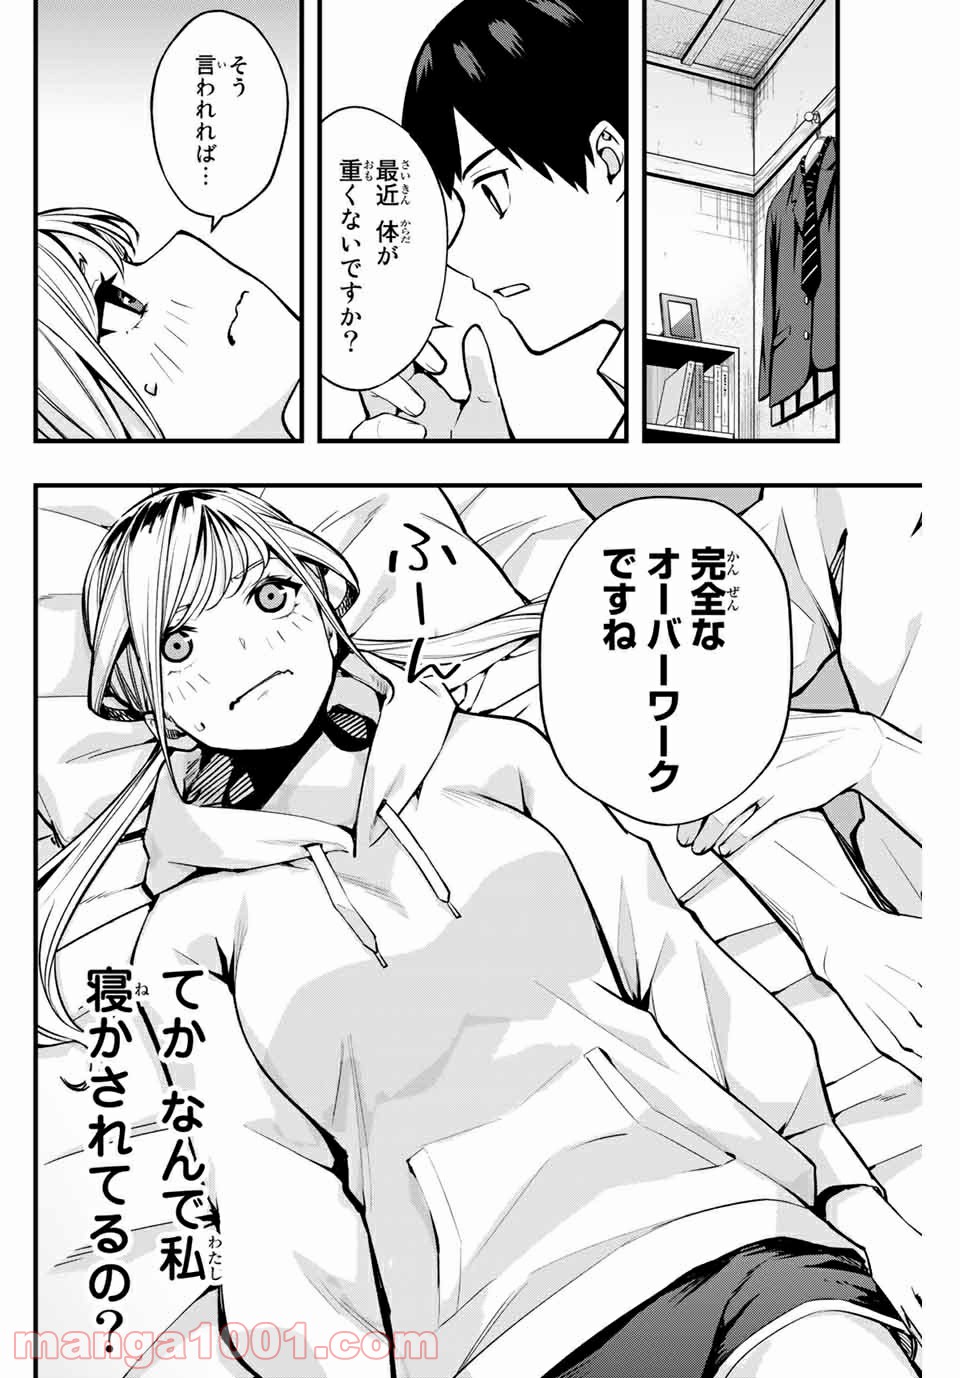 最近 体が
重くないですか？
そう
言われれば…
完全な
オーバーワーク
ですね
ふーん
てか なんで私
寝かされてるの？
manga1001.com